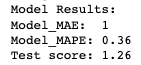 Model Results:
Model_MAE:  1
Model_MAPE: 0.36
Test score: 1.26